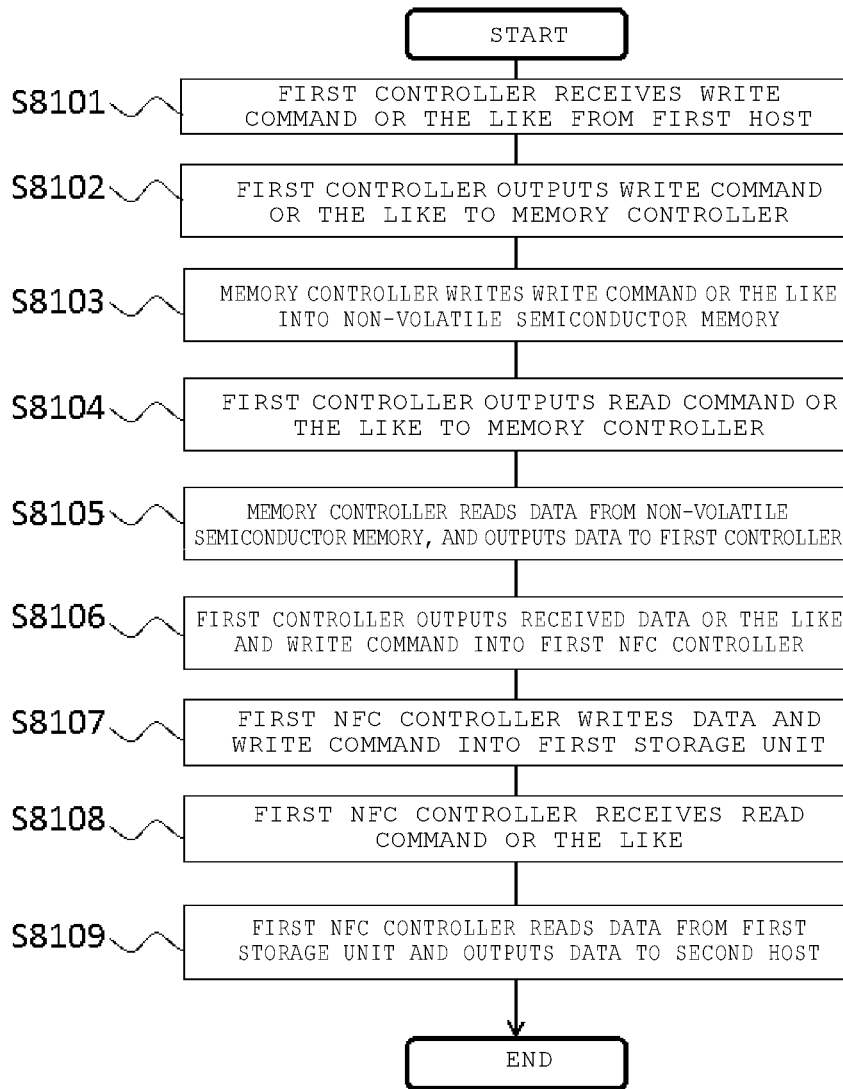 START
S8101
FIRST CONTROLLER RECEIVES WRITE
COMMAND OR THE LIKE FROM FIRST HOST
S8102
FIRST CONTROLLER OUTPUTS WRITE COMMAND
OR THE LIKE TO MEMORY CONTROLLER
S8103
MEMORY CONTROLLER WRITES WRITE COMMAND OR THE LIKE
INTO NON-VOLATILE SEMICONDUCTOR MEMORY
S8104
FIRST CONTROLLER OUTPUTS READ COMMAND OR
THE LIKE TO MEMORY CONTROLLER
S8105
MEMORY CONTROLLER READS DATA FROM NON-VOLATILE
SEMICONDUCTOR MEMORY, AND OUTPUTS DATA TO FIRST CONTROLLER
S8106
FIRST CONTROLLER OUTPUTS RECEIVED DATA OR THE LIKE
AND WRITE COMMAND INTO FIRST NFC CONTROLLER
S8107
FIRST NFC CONTROLLER WRITES DATA AND
WRITE COMMAND INTO FIRST STORAGE UNIT
S8108
FIRST NFC CONTROLLER RECEIVES READ
COMMAND OR THE LIKE
S8109
FIRST NFC CONTROLLER READS DATA FROM FIRST
STORAGE UNIT AND OUTPUTS DATA TO SECOND HOST
END